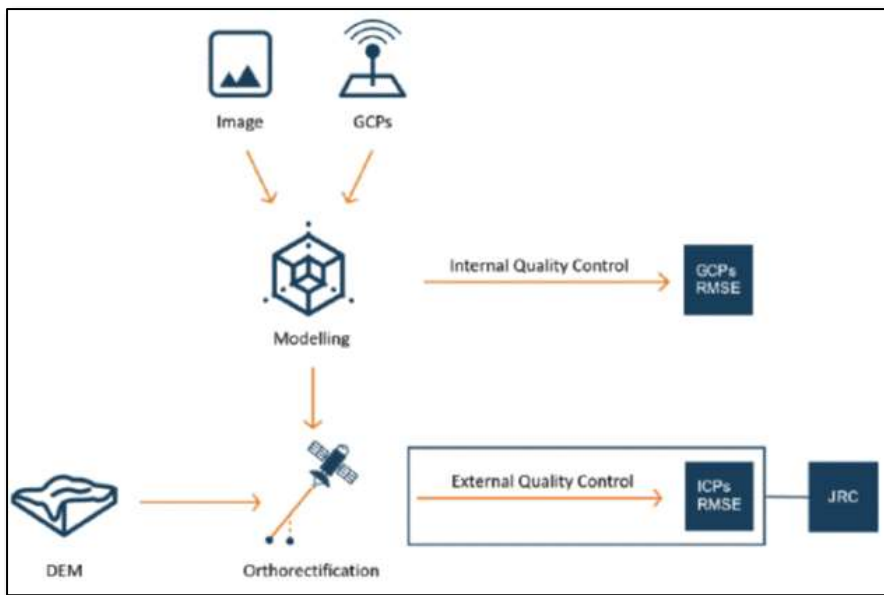 Image
GCPs
Internal Quality Control
GCPs
RMSE
Modelling
External Quality Control
ICPs
RMSE
JRC
DEM
Orthorectification